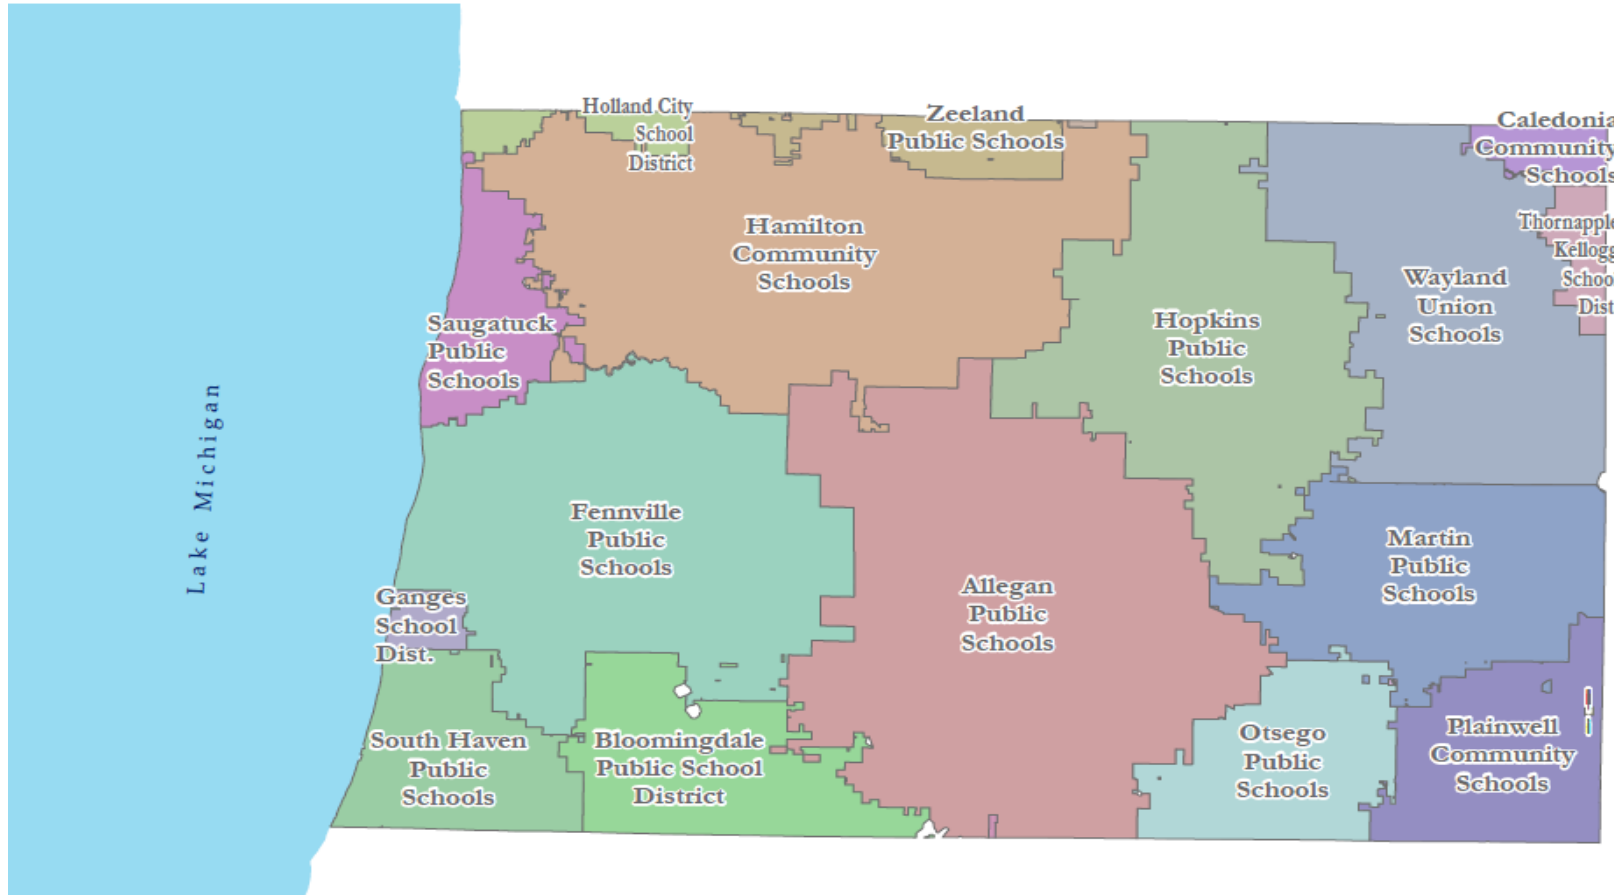 Holland City
School
District
Zeeland
Public Schools
Caledonia
Community
Schools
Hamilton
Community
Schools
Thornapple
Kellogg
School
Dist.
Wayland
Union
Schools
Saugatuck
Public
Schools
Hopkins
Public
Schools
Lake Michigan
Fennville
Public
Schools
Martin
Public
Schools
Allegan
Public
Schools
Ganges
School
Dist.
South Haven
Public
Schools
Bloomingdale
Public School
District
Otsego
Public
Schools
Plainwell
Community
Schools